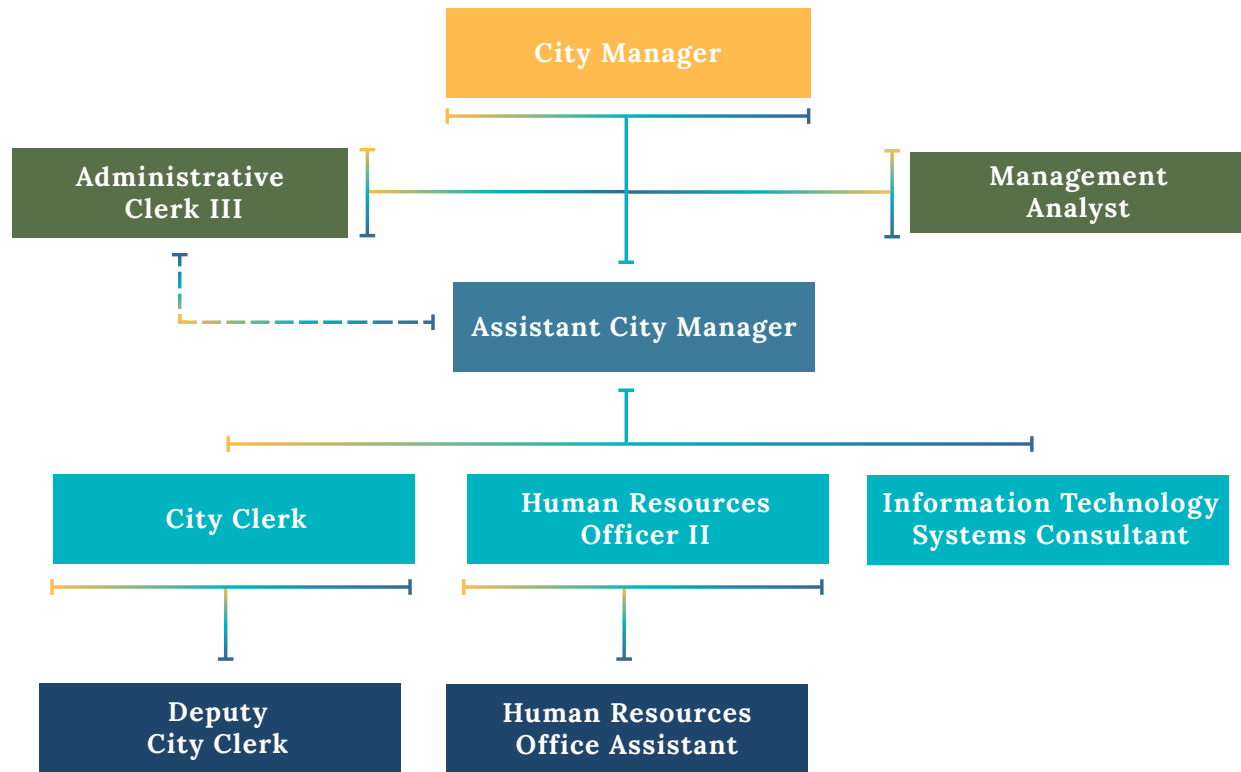 City Manager
Administrative
Clerk III
Management
Analyst
Assistant City Manager
City Clerk
Human Resources
Officer II
Information Technology
Systems Consultant
Deputy
City Clerk
Human Resources
Office Assistant